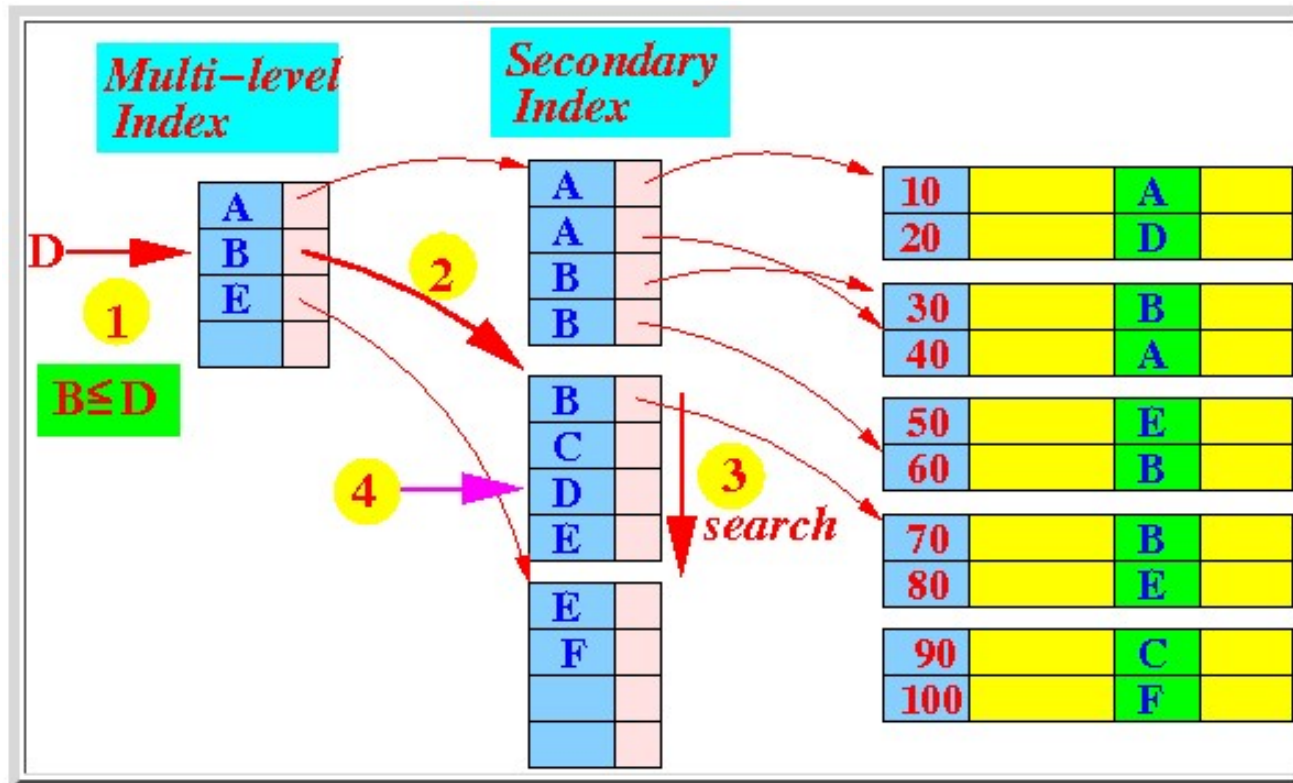 Multi-level
Index
Secondary
Index
A
B
E
D
1
B≦D
2
A
A
B
B
B
C
D
E
4
3
search
E
F
10 A
20 D
30 B
40 A
50 E
60 B
70 B
80 E
90 C
100 F